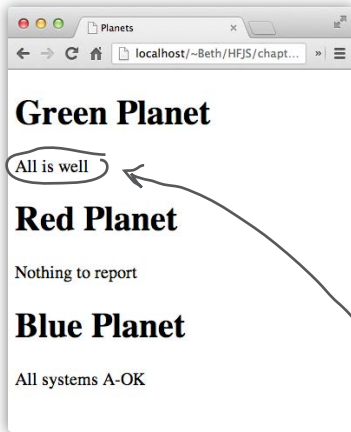 Planets
localhost/~Beth/HFJS/chapt...
Green Planet
All is well
Red Planet
Nothing to report
Blue Planet
All systems A-OK